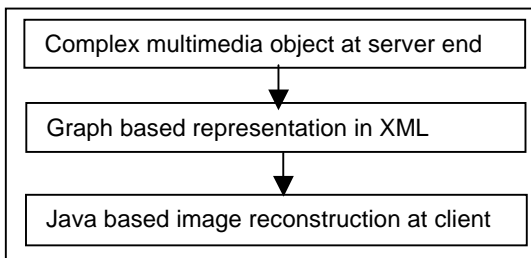 Complex multimedia object at server end
Graph based representation in XML
Java based image reconstruction at client